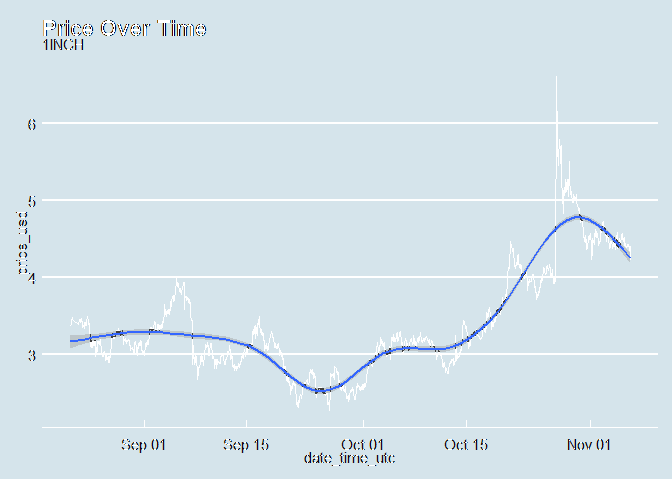 Price Over Time
1INCH
6
5
4
3
price_usd
Sep 01
Sep 15
Oct 01
Oct 15
Nov 01
date_time_utc